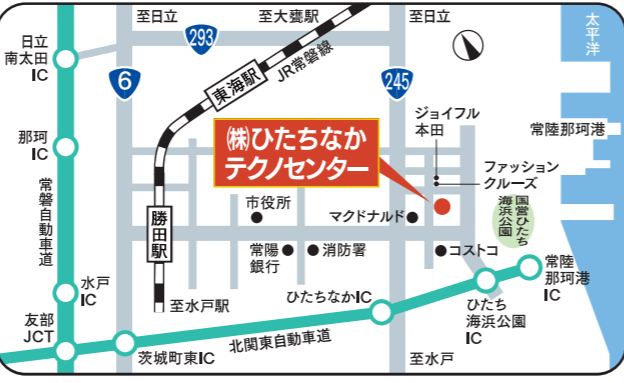 至日立
至大甕駅
至日立
太平洋
293
日立
南太田
IC
6
東海駅
JR常磐線
245
ジョイフル
本田
常陸那珂港
㈱ひたちなか
テクノセンター
那珂
IC
ファッション
クルーズ
常磐自動車道
市役所
マクドナルド
国営ひたち
海浜公園
勝田駅
常陽
銀行
消防署
コストコ
水戸
IC
至水戸駅
ひたちなかIC
常陸
那珂港
IC
ひたち
海浜公園
IC
友部
JCT
茨城町東IC
北関東自動車道
至水戸